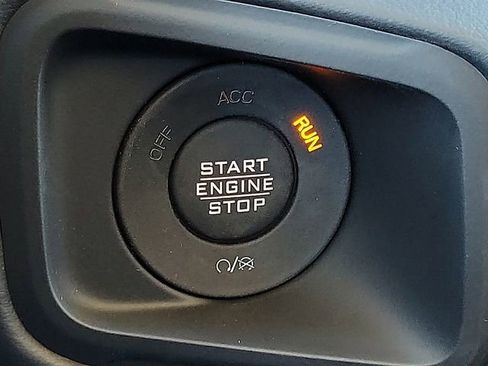 ACC
OFF
RUN
START
ENGINE
STOP